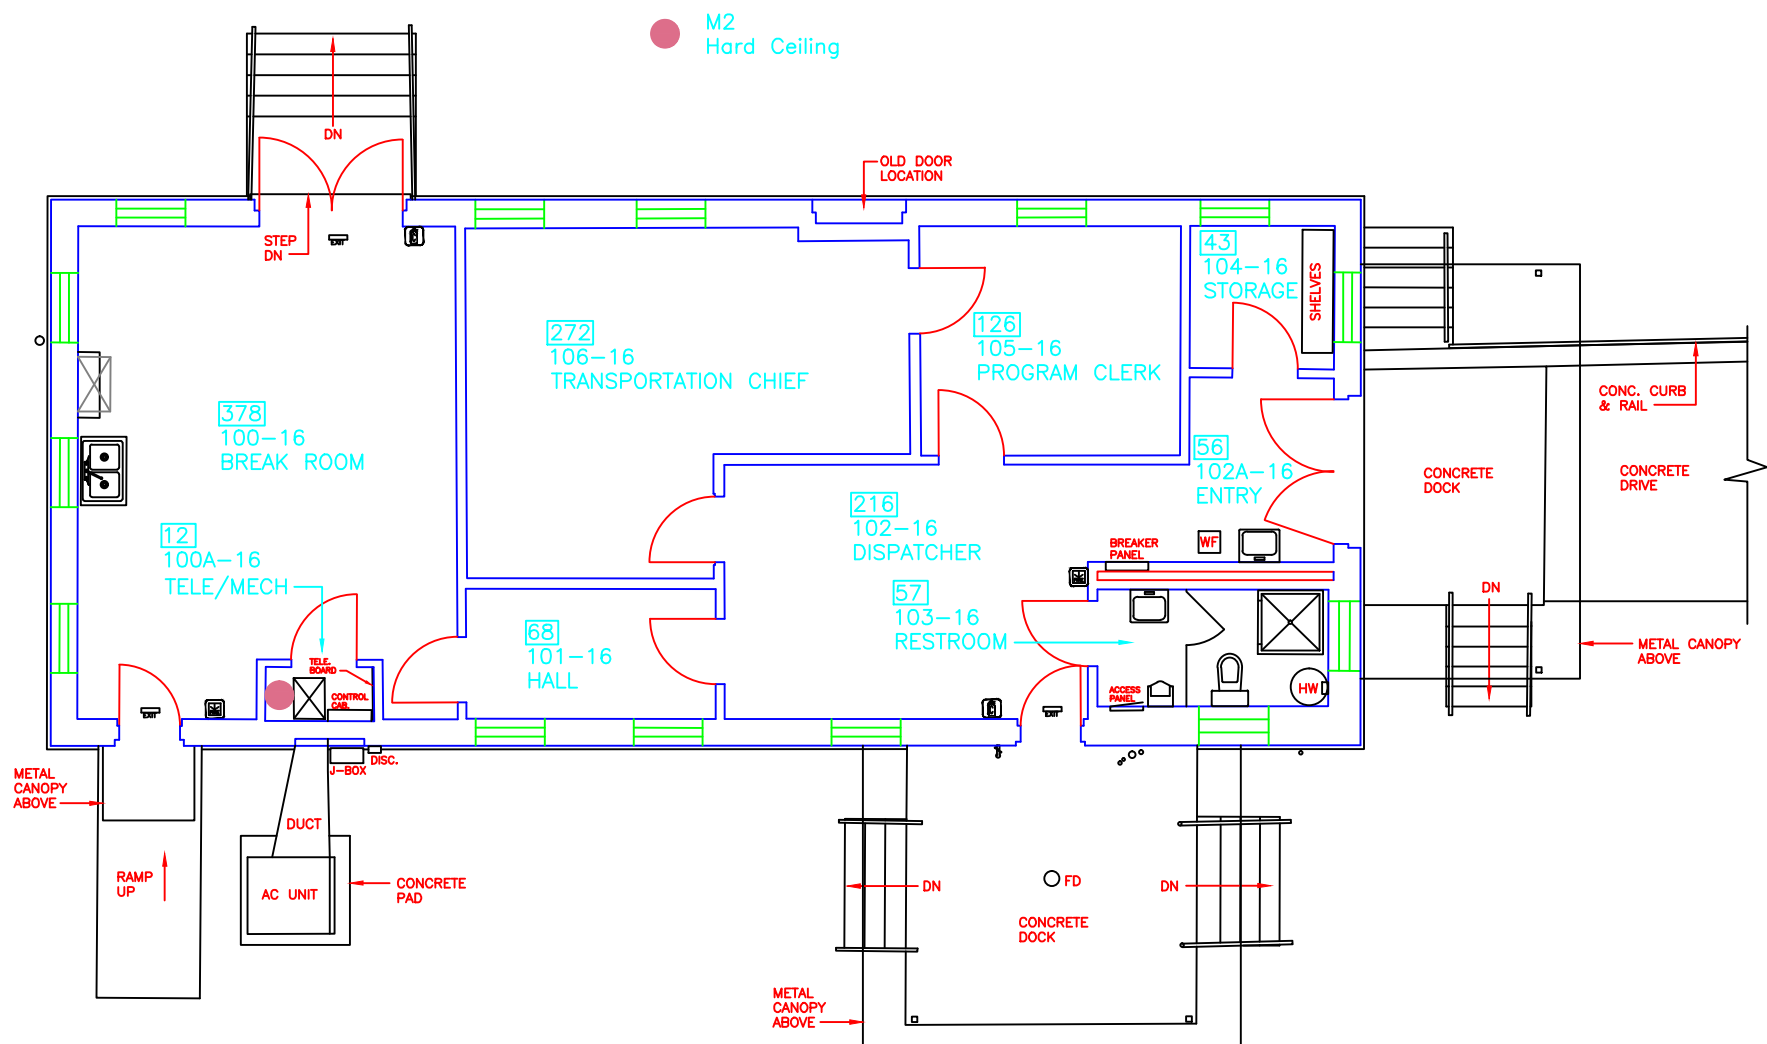 M2
Hard Ceiling
DN
OLD DOOR
LOCATION
STEP
DN
EXIT
43
104-16
STORAGE
SHELVES
272
106-16
TRANSPORTATION CHIEF
126
105-16
PROGRAM CLERK
378
100-16
BREAK ROOM
CONC. CURB
& RAIL
56
102A-16
ENTRY
CONCRETE
DOCK
CONCRETE
DRIVE
216
102-16
DISPATCHER
12
100A-16
TELE/MECH
BREAKER
PANEL
WF
57
103-16
RESTROOM
DN
68
101-16
HALL
METAL CANOPY
ABOVE
TELE.
BOARD
CONTROL
CAB.
ACCESS
PANEL
HW
EXIT
EXIT
J-BOX
DISC.
METAL
CANOPY
ABOVE
DUCT
RAMP
UP
AC UNIT
CONCRETE
PAD
DN
FD
DN
CONCRETE
DOCK
METAL
CANOPY
ABOVE